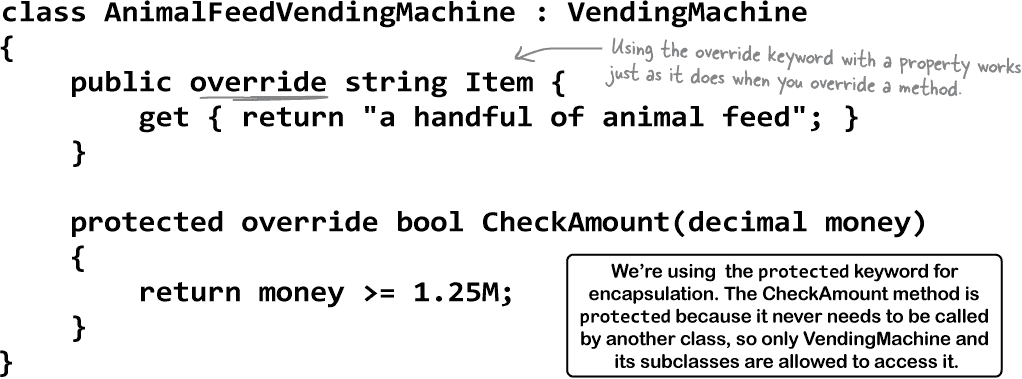 class AnimalFeedVendingMachine : VendingMachine
{
Using the override keyword with a property works
just as it does when you override a method.
public override string Item {
get { return "a handful of animal feed"; }
}
protected override bool CheckAmount(decimal money)
{
return money >= 1.25M;
}
}
We're using the protected keyword for
encapsulation. The CheckAmount method is
protected because it never needs to be called
by another class, so only VendingMachine and
its subclasses are allowed to access it.